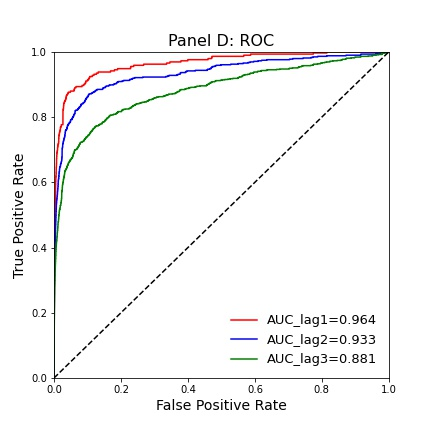 Panel D: ROC
1.0
0.8
0.6
0.4
0.2
0.0
True Positive Rate
AUC_lag1=0.964
AUC_lag2=0.933
AUC_lag3=0.881
0.0 0.2 0.4 0.6 0.8 1.0
False Positive Rate